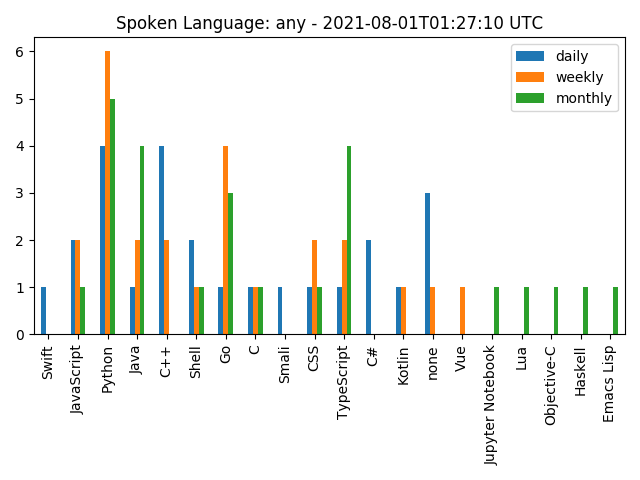 Spoken Language: any - 2021-08-01T01:27:10 UTC
daily
weekly
monthly
6
5
4
3
2
1
0
Swift
JavaScript
Python
Java
C++
Shell
Go
C
Smali
CSS
TypeScript
C#
Kotlin
none
Vue
Jupyter Notebook
Lua
Objective-C
Haskell
Emacs Lisp